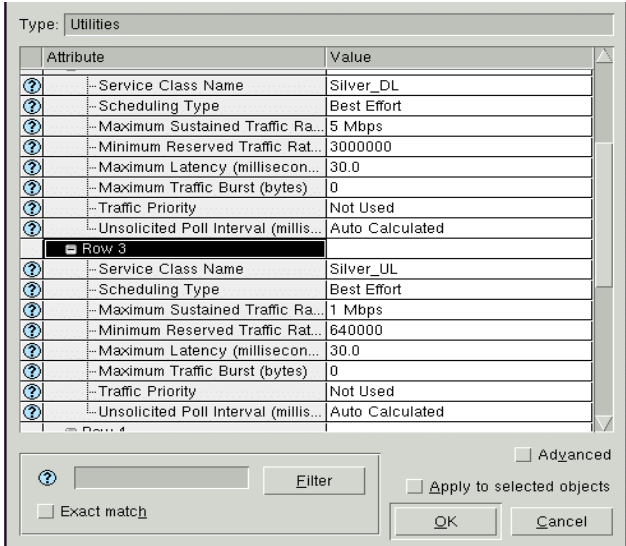 Type: Utilities
Attribute Value
Service Class Name Silver_DL
Scheduling Type Best Effort
Maximum Sustained Traffic Ra... 5 Mbps
Minimum Reserved Traffic Rat... 3000000
Maximum Latency (millisecon... 30.0
Maximum Traffic Burst (bytes) 0
Traffic Priority Not Used
Unsolicited Poll Interval (millis... Auto Calculated
Row 3
Service Class Name Silver_UL
Scheduling Type Best Effort
Maximum Sustained Traffic Ra... 1 Mbps
Minimum Reserved Traffic Rat... 640000
Maximum Latency (millisecon... 30.0
Maximum Traffic Burst (bytes) 0
Traffic Priority Not Used
Unsolicited Poll Interval (millis... Auto Calculated
Row 4
Advanced
Filter
Apply to selected objects
Exact match
OK Cancel